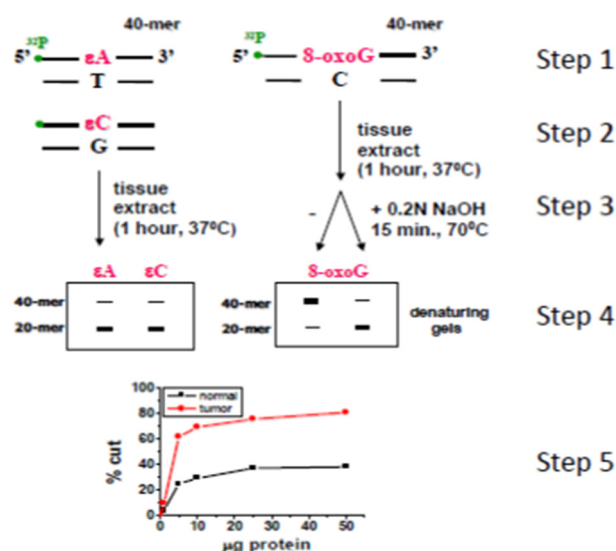 40-mer
32P
5' εA 3'
T
εC
G
tissue
extract
(1 hour, 37⁰C)
40-mer
32P
5' 8-oxoG 3'
C
tissue
extract
(1 hour, 37⁰C)
-
+ 0.2N NaOH
15 min., 70⁰C
εA εC
40-mer
20-mer
8-oxoG
40-mer
20-mer
denaturing
gels
Step 1
Step 2
Step 3
Step 4
Step 5
100
80
60
40
20
0
% cut
normal
tumor
0 10 20 30 40 50
μg protein